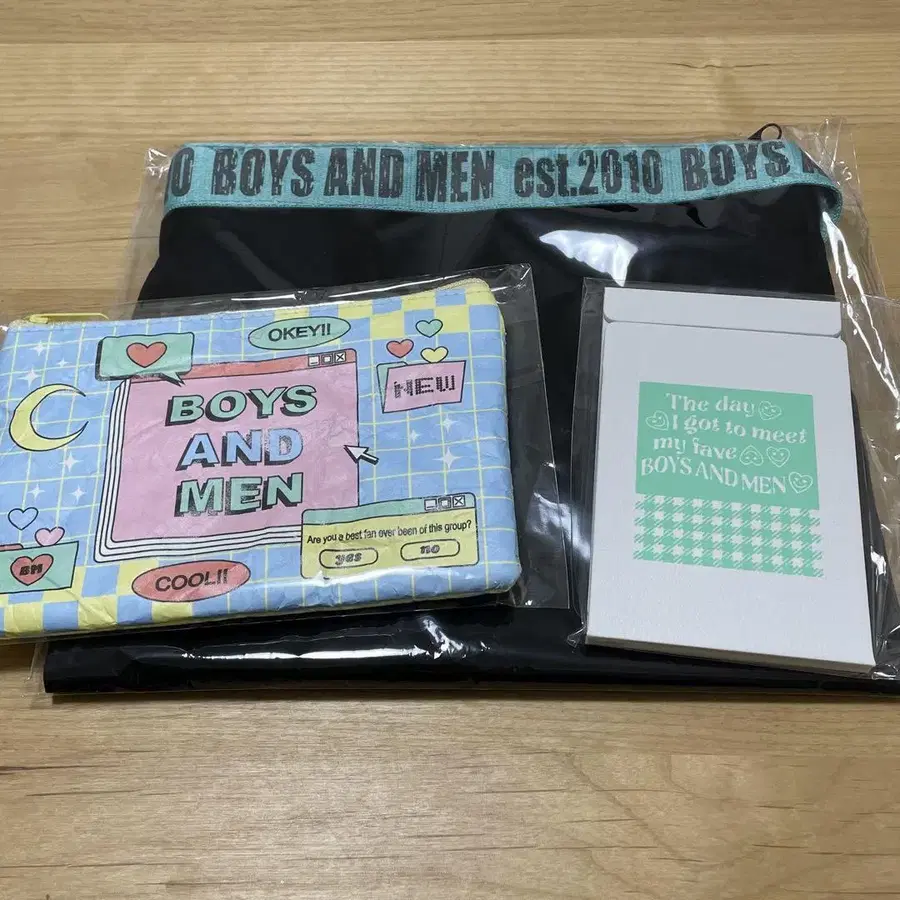 0 BOYS AND MEN est.2010 BOYS
OKEY!!
NEW
BOYS
AND
MEN
Are you a best fan ever been of this group?
yes
no
BM
COOL!!
The day
I got to meet
my fave
BOYS AND MEN